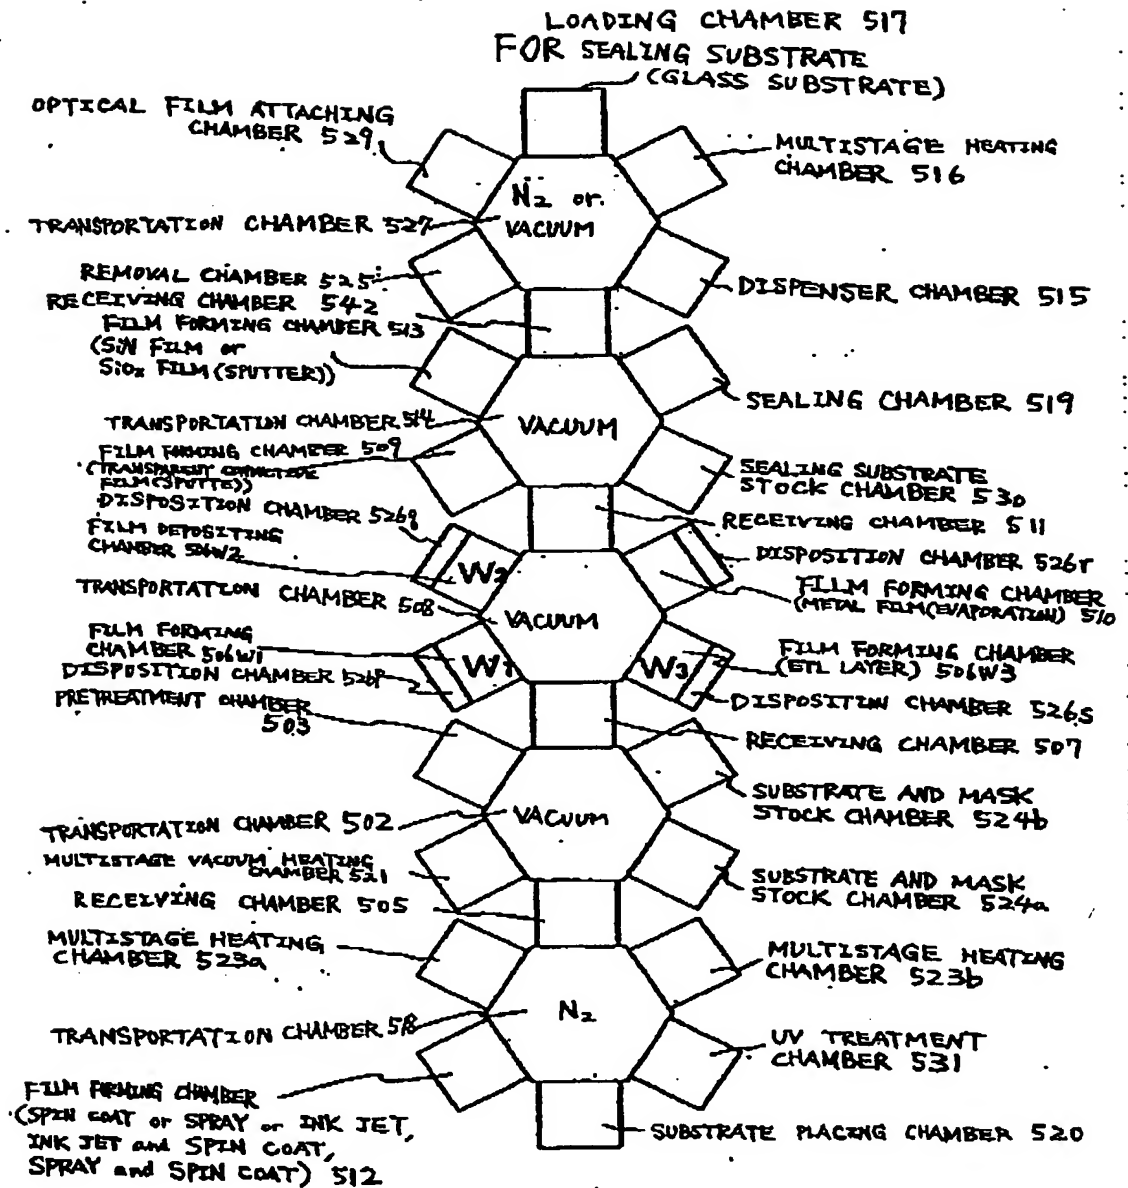 LOADING CHAMBER 517
FOR SEALING SUBSTRATE
(GLASS SUBSTRATE)
OPTICAL FILM ATTACHING
CHAMBER 529
MULTISTAGE HEATING
CHAMBER 516
N2 or
VACUUM
TRANSPORTATION CHAMBER 527
REMOVAL CHAMBER 525
DISPENSER CHAMBER 515
RECEIVING CHAMBER 542
FILM FORMING CHAMBER 513
(SiN FILM or
SiOx FILM (SPUTTER))
SEALING CHAMBER 519
TRANSPORTATION CHAMBER 514
VACUUM
FILM FORMING CHAMBER 509
(TRANSPARENT CONDUCTIVE
FILM (SPUTTE))
SEALING SUBSTRATE
STOCK CHAMBER 530
DISPOSITION CHAMBER 526q
RECEIVING CHAMBER 511
FILM DEPOSITING
CHAMBER 506W2
W2
DISPOSITION CHAMBER 526r
TRANSPORTATION CHAMBER 508
VACUUM
FILLM FORMING CHAMBER
(METAL FILM (EVAPORATION) 510
FILM FORMING
CHAMBER 506W1
W1
W3
FILM FORMING CHAMBER
(ETL LAYER) 506W3
DISPOSITION CHAMBER 526P
DISPOSITION CHAMBER 526S
PRETREATMENT CHAMBER
503
RECEIVING CHAMBER 507
SUBSTRATE AND MASK
STOCK CHAMBER 524b
TRANSPORTATION CHAMBER 502
VACUUM
MULTISTAGE VACUUM HEATING
CHAMBER 521
SUBSTRATE AND MASK
STOCK CHAMBER 524a
RECEIVING CHAMBER 505
MULTISTAGE HEATING
CHAMBER 523a
MULTISTAGE HEATING
CHAMBER 523b
N2
TRANSPORTATION CHAMBER 518
UV TREATMENT
CHAMBER 531
FILM FORMING CHAMBER
(SPIN COAT or SPRAY or INK JET,
INK JET and SPIN COAT,
SPRAY and SPIN COAT) 512
SUBSTRATE PLACING CHAMBER 520